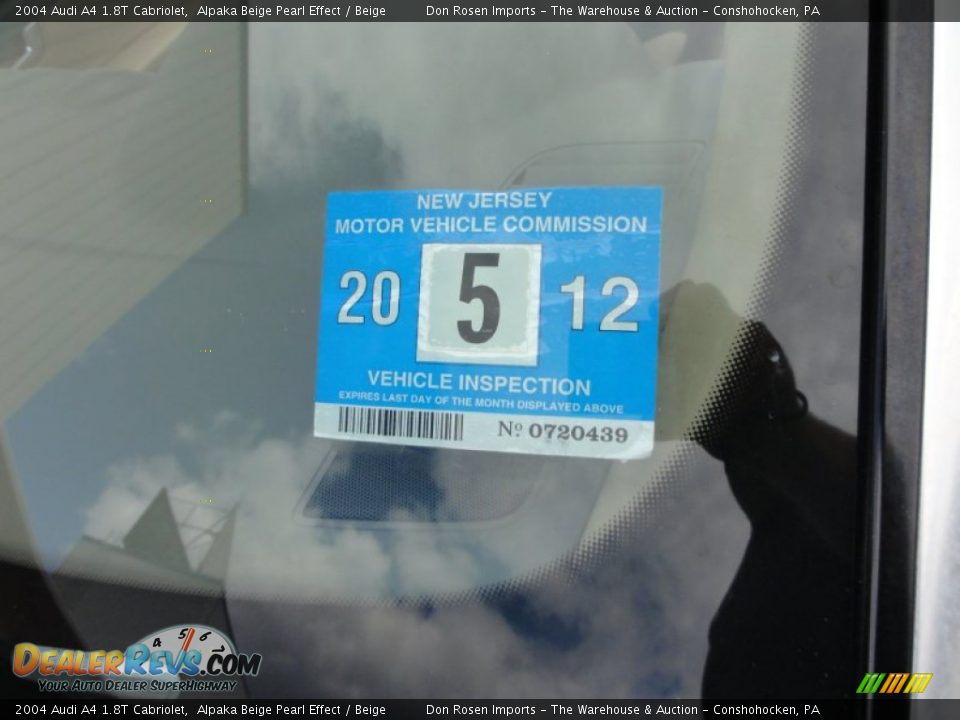 2004 Audi A4 1.8T Cabriolet, Alpaka Beige Pearl Effect / Beige Don Rosen Imports - The Warehouse & Auction - Conshohocken, PA
NEW JERSEY
MOTOR VEHICLE COMMISSION
20 5 12
VEHICLE INSPECTION
EXPIRES LAST DAY OF THE MONTH DISPLAYED ABOVE
Nº 0720439
4 5 6
DEALERREVS.COM
YOUR AUTO DEALER SUPERHIGHWAY
2004 Audi A4 1.8T Cabriolet, Alpaka Beige Pearl Effect / Beige Don Rosen Imports - The Warehouse & Auction - Conshohocken, PA